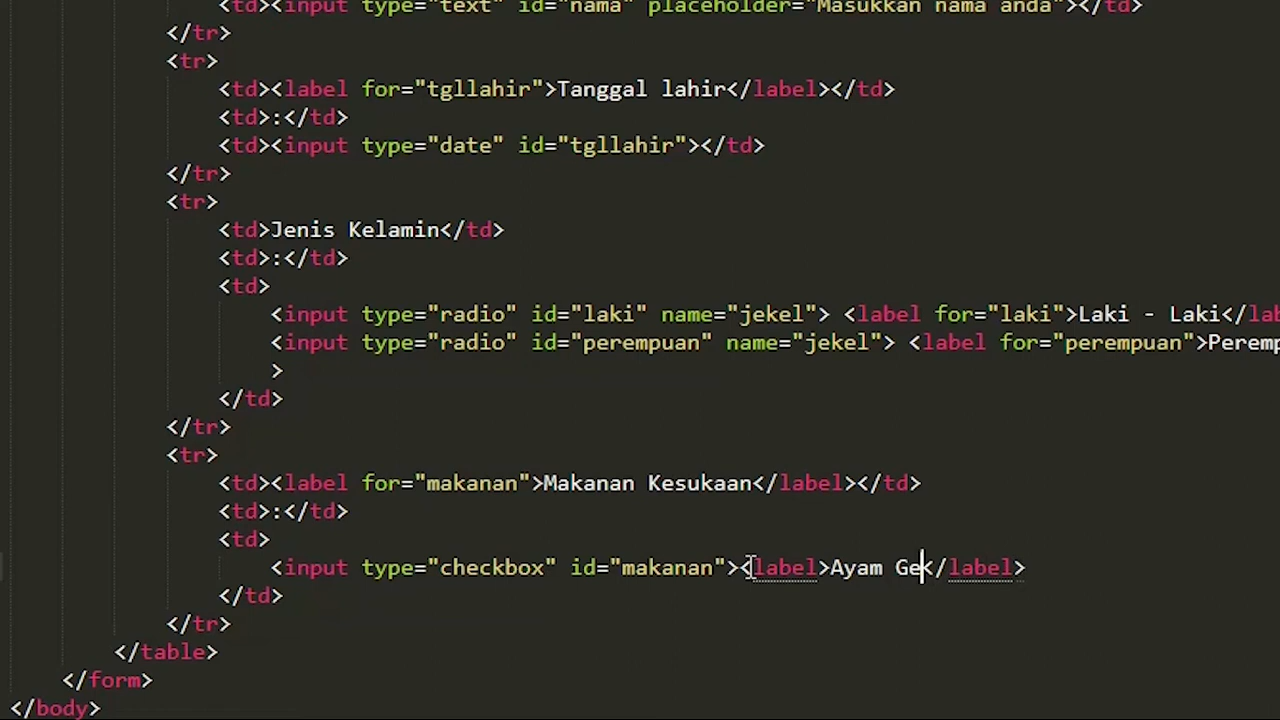 <td><input type="text" id="nama" placeholder="Masukkan nama anda"></td>
</tr>
<tr>
<td><label for="tgllahir">Tanggal lahir</label></td>
<td>:</td>
<td><input type="date" id="tgllahir"></td>
</tr>
<tr>
<td>Jenis Kelamin</td>
<td>:</td>
<td>
<input type="radio" id="laki" name="jekel"> <label for="laki">Laki - Laki</lab
<input type="radio" id="perempuan" name="jekel"> <label for="perempuan">Peremp
>
</td>
</tr>
<tr>
<td><label for="makanan">Makanan Kesukaan</label></td>
<td>:</td>
<td>
<input type="checkbox" id="makanan"><label>Ayam Ge</label>
</td>
</tr>
</table>
</form>
</body>